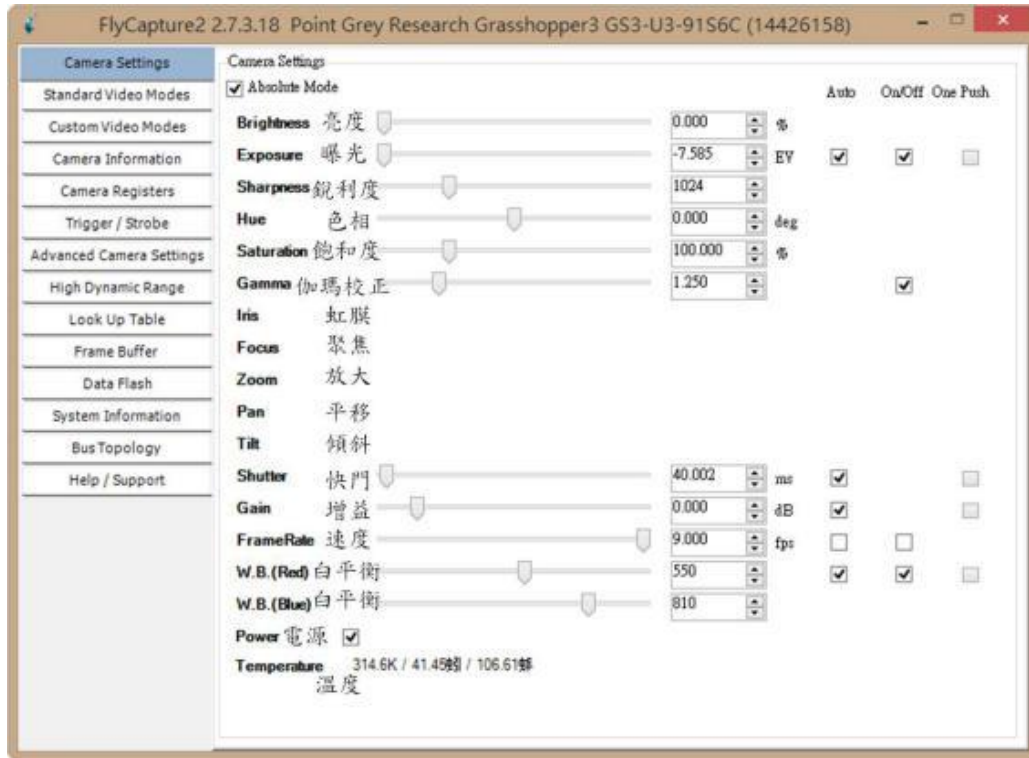 FlyCapture2 2.7.3.18 Point Grey Research Grasshopper3 GS3-U3-91S6C (14426158)
Camera Settings
Standard Video Modes
Custom Video Modes
Camera Information
Camera Registers
Trigger / Strobe
Advanced Camera Settings
High Dynamic Range
Look Up Table
Frame Buffer
Data Flash
System Information
Bus Topology
Help / Support
Camera Settings
Absolute Mode
Auto On/Off One Push
Brightness 亮度 0.000 %
Exposure 曝光 -7.585 EV
Sharpness 銳利度 1024
Hue 色相 0.000 deg
Saturation 飽和度 100.000 %
Gamma 伽瑪校正 1.250
Iris 虹膜
Focus 聚焦
Zoom 放大
Pan 平移
Tilt 傾斜
Shutter 快門 40.002 ms
Gain 增益 0.000 dB
FrameRate 速度 9.000 fps
W.B.(Red) 白平衡 550
W.B.(Blue) 白平衡 810
Power 電源
Temperature 314.6K / 41.45 / 106.61
溫度